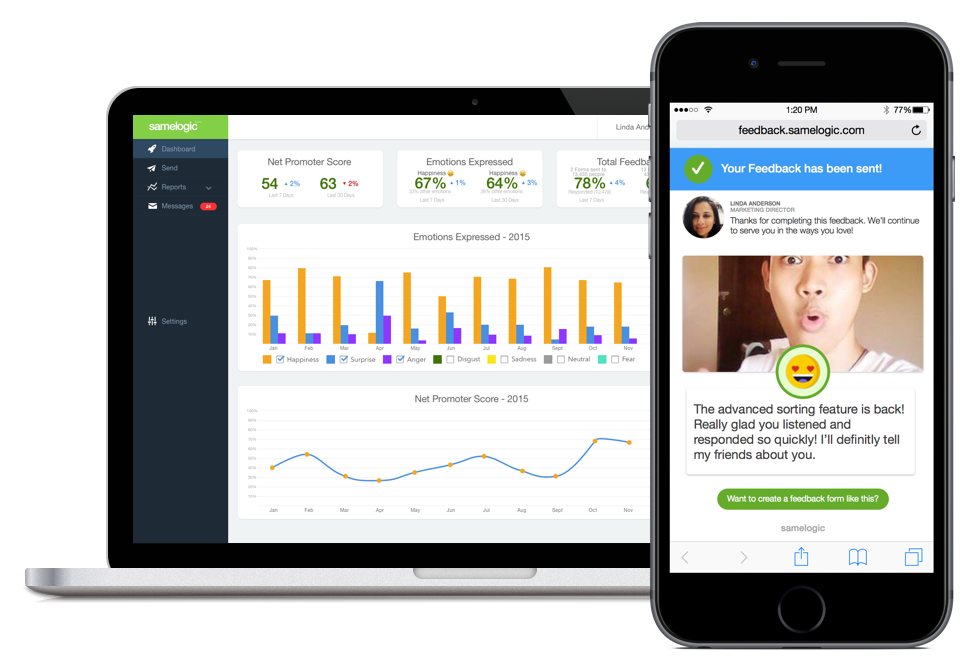 samelogic
Linda And
Dashboard
Send
Reports
Messages 54
Settings
Net Promoter Score
54 2%
63 2%
Last 7 Days
Last 30 Days
Emotions Expressed
Happiness
67% 1%
Last 7 Days
Happiness
64% 3%
Last 30 Days
Total Feedba
78% 4%
Last 7 Days
Emotions Expressed - 2015
100%
90%
80%
70%
60%
50%
40%
30%
20%
10%
Jan Feb Mar Apr May Jun Jul Aug Sept Oct Nov
Happiness Surprise Anger Disgust Sadness Neutral Fear
Net Promoter Score - 2015
100%
90%
80%
70%
60%
50%
40%
30%
20%
10%
Jan Feb Mar Apr May Jun Jul Aug Sept Oct Nov
1:20 PM 77%
feedback.samelogic.com
Your Feedback has been sent!
LINDA ANDERSON
MARKETING DIRECTOR
Thanks for completing this feedback. We'll continue
to serve you in the ways you love!
The advanced sorting feature is back!
Really glad you listened and
responded so quickly! I'll definitly tell
my friends about you.
Want to create a feedback form like this?
samelogic